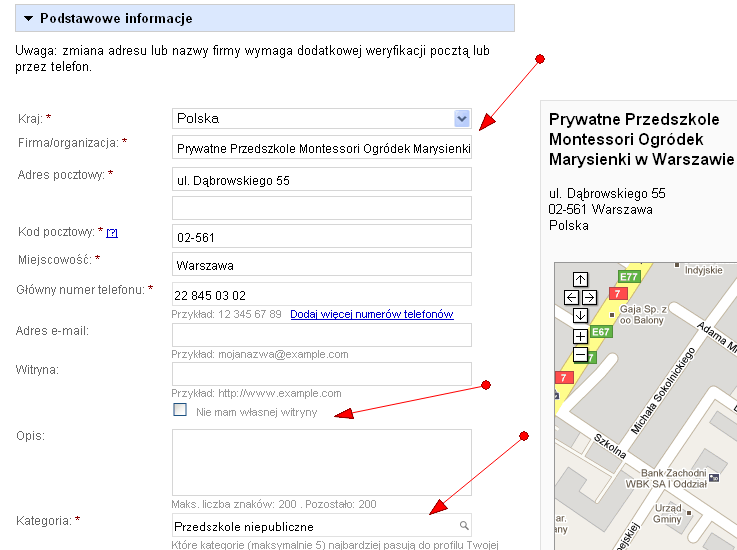 Podstawowe informacje
Uwaga: zmiana adresu lub nazwy firmy wymaga dodatkowej weryfikacji pocztą lub
przez telefon.
Kraj: * Polska
Firma/organizacja: * Prywatne Przedszkole Montessori Ogródek Marysienki
Adres pocztowy: * ul. Dąbrowskiego 55
Kod pocztowy: * [?] 02-561
Miejscowość: * Warszawa
Główny numer telefonu: * 22 845 03 02
Przykład: 12 345 67 89 Dodaj więcej numerów telefonów
Adres e-mail:
Przykład: mojanazwa@example.com
Witryna:
Przykład: http://www.example.com
Nie mam własnej witryny
Opis:
Maks. liczba znaków: 200 . Pozostało: 200
Kategoria: * Przedszkole niepubliczne
Które kategorie (maksymalnie 5) najbardziej pasują do profilu Twojej
Prywatne Przedszkole
Montessori Ogródek
Marysienki w Warszawie
ul. Dąbrowskiego 55
02-561 Warszawa
Polska
Indyjskie
E77
7
Gaja Sp. z
oo Balony
E67
7
7
Adama Mi
Michała Sokolnickiego
Szkolna
Bank Zachodni
WBK SA I Oddział
Urząd
Gminy
ar.
Any
ejskiej